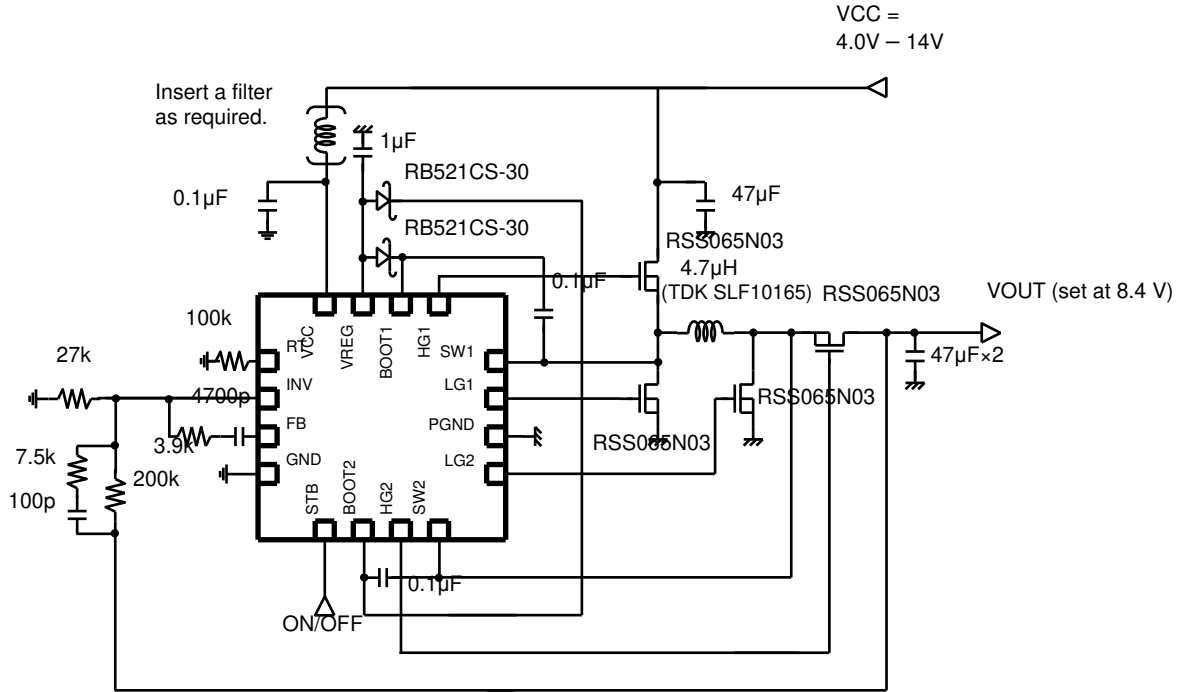 VCC =
4.0V – 14V
Insert a filter
as required.
1µF
RB521CS-30
0.1µF
47µF
RB521CS-30
RSS065N03
4.7µH
0.1µF
(TDK SLF10165)
RSS065N03
VOUT (set at 8.4 V)
100k
RT
VCC
VREG
BOOT1
HG1
SW1
27k
47µF×2
INV
LG1
4700p
RSS065N03
FB
PGND
3.9k
RSS065N03
7.5k
GND
LG2
200k
100p
STB
BOOT2
HG2
SW2
0.1µF
ON/OFF